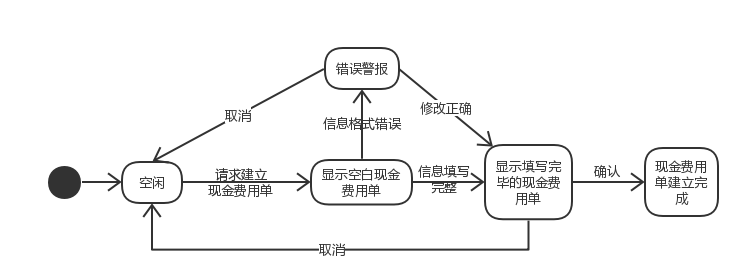 错误警报
取消
修改正确
信息格式错误
空闲
请求建立
现金费用单
显示空白现金
费用单
信息填写
完整
显示填写完
毕的现金费
用单
确认
现金费用
单建立完
成
取消